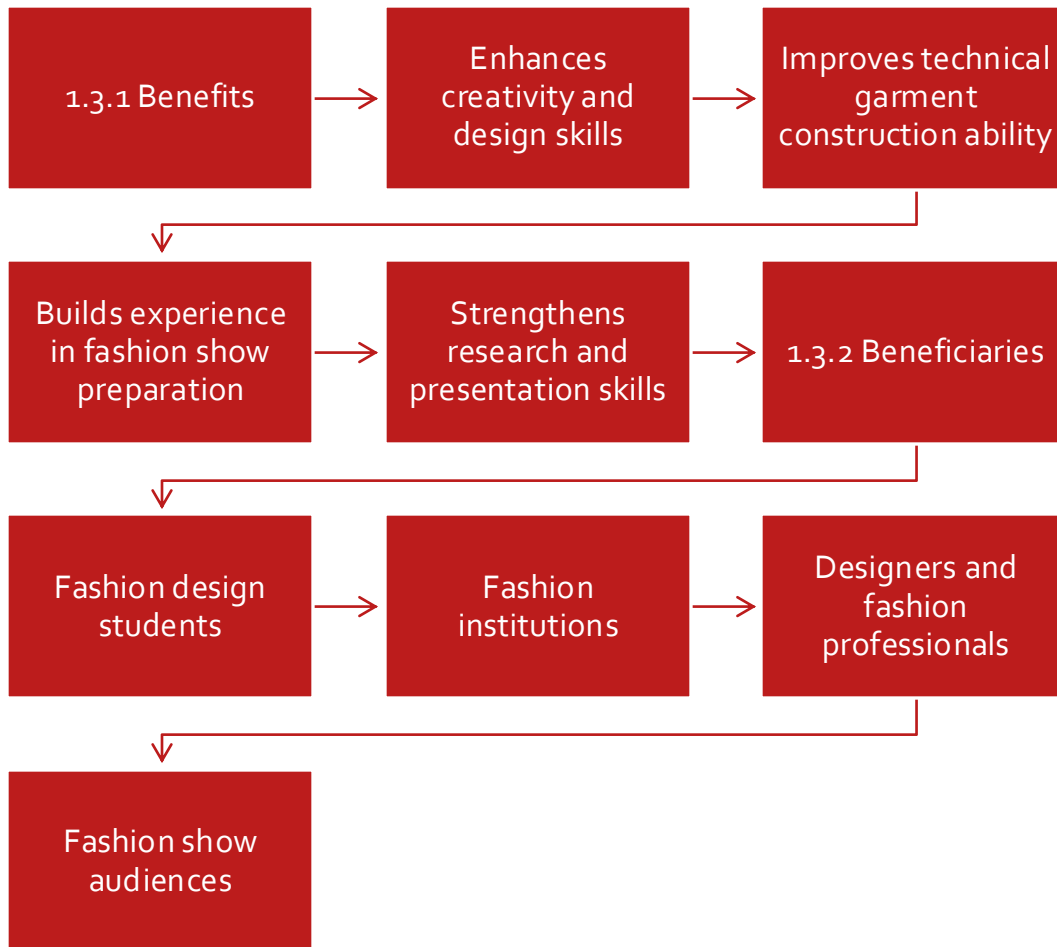 1.3.1 Benefits
Enhances
creativity and
design skills
Improves technical
garment
construction ability
Builds experience
in fashion show
preparation
Strengthens
research and
presentation skills
1.3.2 Beneficiaries
Fashion design
students
Fashion
institutions
Designers and
fashion
professionals
Fashion show
audiences